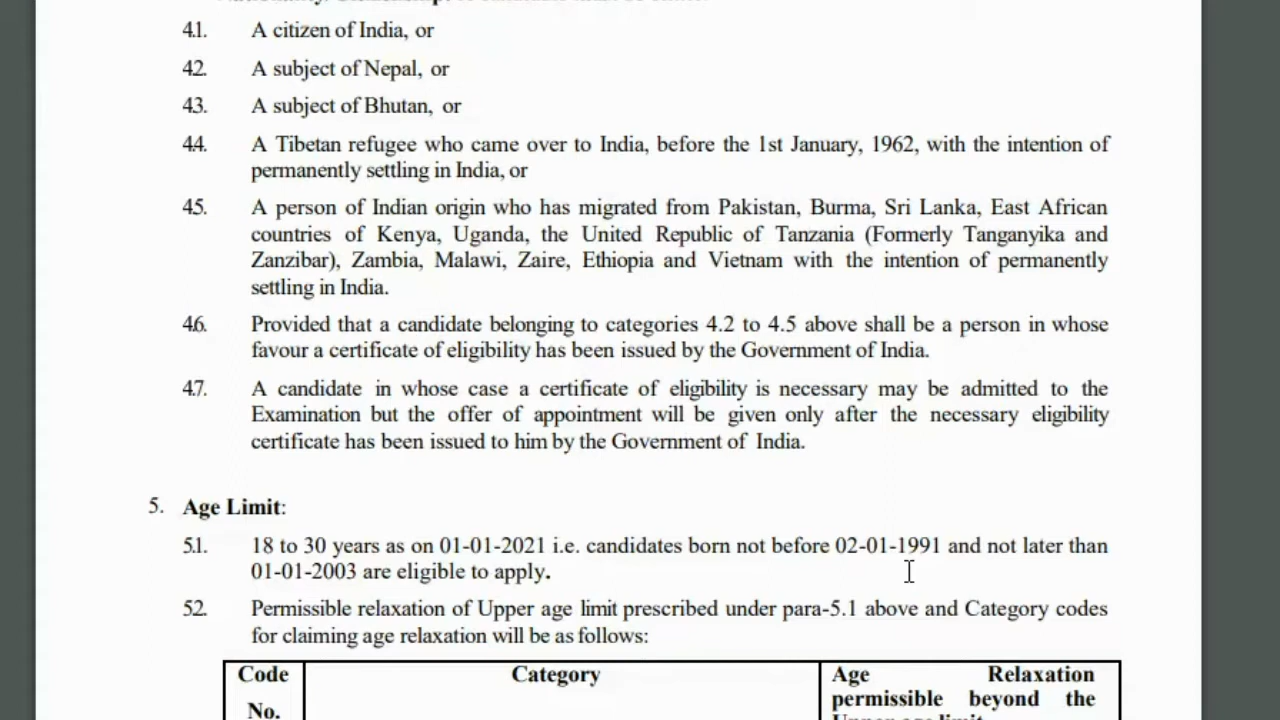 4.1. A citizen of India, or
4.2. A subject of Nepal, or
4.3. A subject of Bhutan, or
4.4. A Tibetan refugee who came over to India, before the 1st January, 1962, with the intention of
permanently settling in India, or
4.5. A person of Indian origin who has migrated from Pakistan, Burma, Sri Lanka, East African
countries of Kenya, Uganda, the United Republic of Tanzania (Formerly Tanganyika and
Zanzibar), Zambia, Malawi, Zaire, Ethiopia and Vietnam with the intention of permanently
settling in India.
4.6. Provided that a candidate belonging to categories 4.2 to 4.5 above shall be a person in whose
favour a certificate of eligibility has been issued by the Government of India.
4.7. A candidate in whose case a certificate of eligibility is necessary may be admitted to the
Examination but the offer of appointment will be given only after the necessary eligibility
certificate has been issued to him by the Government of India.
5. Age Limit:
5.1. 18 to 30 years as on 01-01-2021 i.e. candidates born not before 02-01-1991 and not later than
01-01-2003 are eligible to apply.
5.2. Permissible relaxation of Upper age limit prescribed under para-5.1 above and Category codes
for claiming age relaxation will be as follows:
Code No.
Category
Age Relaxation
permissible beyond the